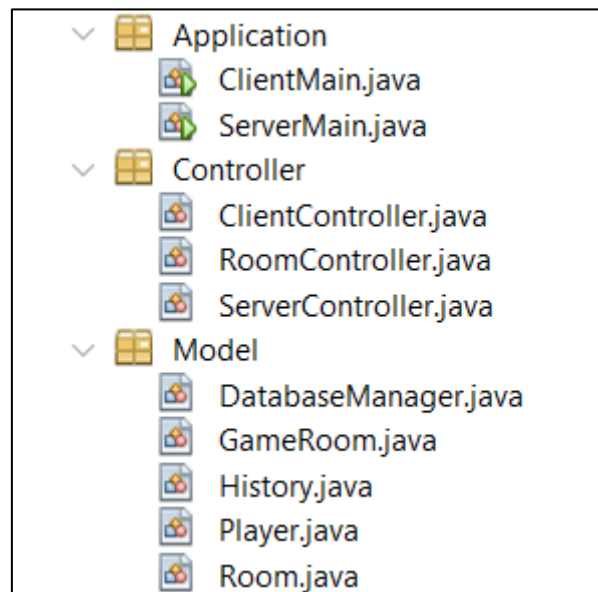 Application
ClientMain.java
ServerMain.java
Controller
ClientController.java
RoomController.java
ServerController.java
Model
DatabaseManager.java
GameRoom.java
History.java
Player.java
Room.java